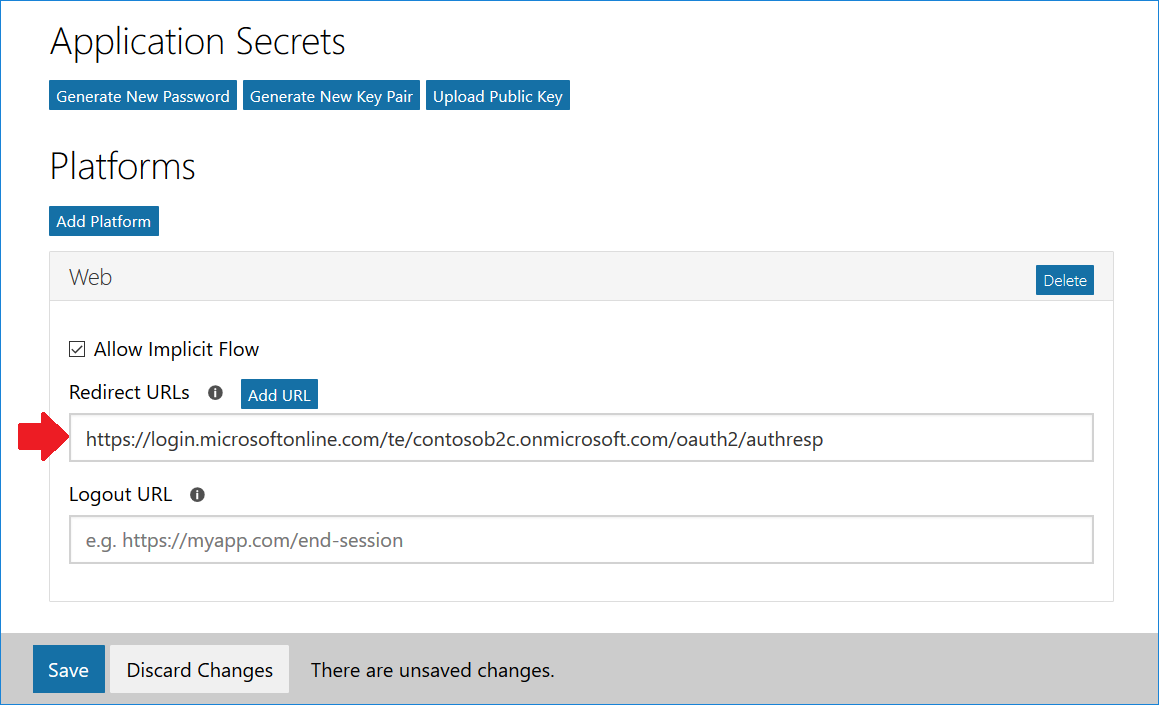 Application Secrets
Generate New Password Generate New Key Pair Upload Public Key
Platforms
Add Platform
Web Delete
Allow Implicit Flow
Redirect URLs Add URL
https://login.microsoftonline.com/te/contosob2c.onmicrosoft.com/oauth2/authresp
Logout URL
e.g. https://myapp.com/end-session
Save Discard Changes There are unsaved changes.